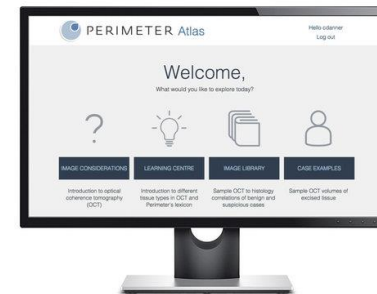 PERIMETER Atlas
Hello cdanner
Log out
Welcome,
What would you like to explore today?
IMAGE CONSIDERATIONS
LEARNING CENTRE
IMAGE LIBRARY
CASE EXAMPLES
Introduction to optical
coherence tomography
(OCT)
Introduction to different
tissue types in OCT and
Perimeter's lexicon
Sample OCT to histology
correlations of benign and
suspicious cases
Sample OCT volumes of
excised tissue